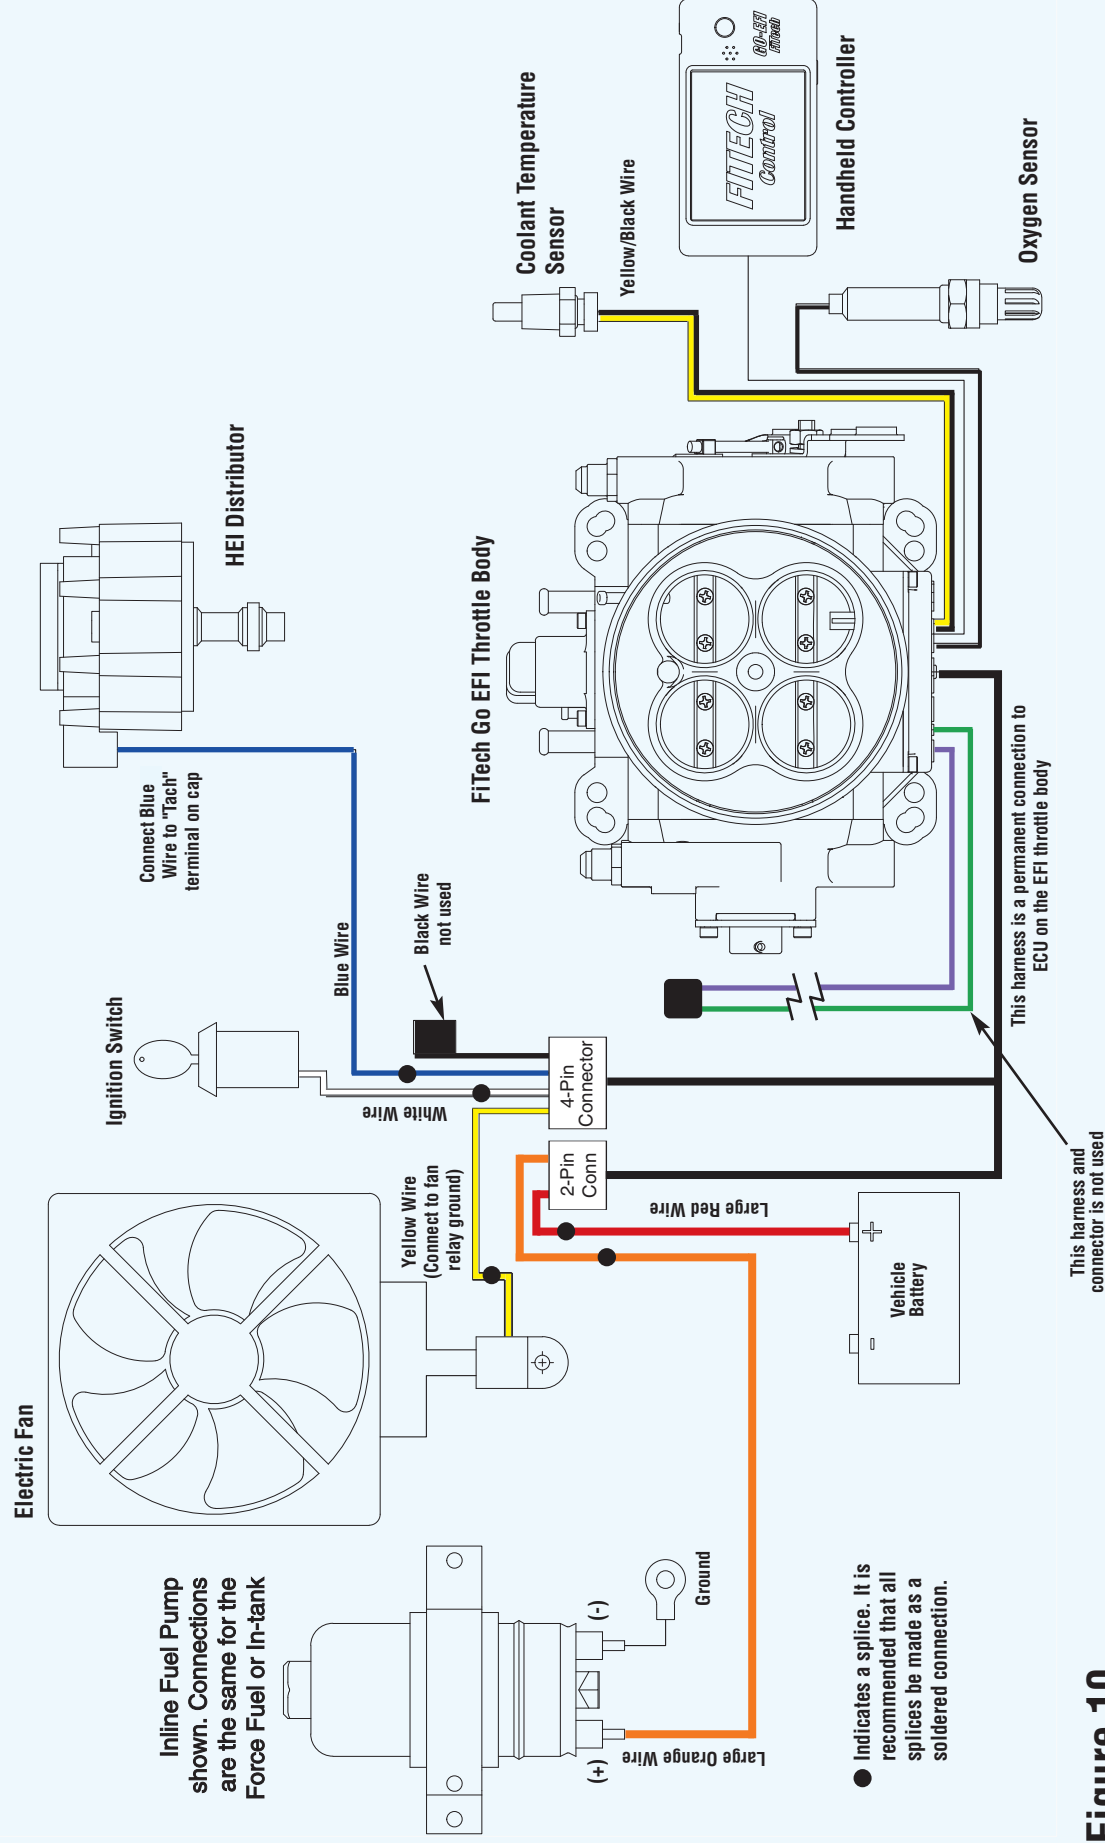 Electric Fan
Inline Fuel Pump
shown. Connections
are the same for the
Force Fuel or In-tank
Ignition Switch
HEI Distributor
Connect Blue
Wire to "Tach"
terminal on cap
Blue Wire
White Wire
Black Wire
not used
Yellow Wire
(Connect to fan
relay ground)
4-Pin
Connector
2-Pin
Conn
Large Red Wire
Large Orange Wire
(+)
(-)
Ground
Vehicle
Battery
+
-
FiTech Go EFI Throttle Body
Coolant Temperature
Sensor
Yellow/Black Wire
FITECH
Control
GO-EFI
FiTech
Handheld Controller
Oxygen Sensor
This harness is a permanent connection to
ECU on the EFI throttle body
This harness and
connector is not used
Indicates a splice. It is
recommended that all
splices be made as a
soldered connection.
Figure 10